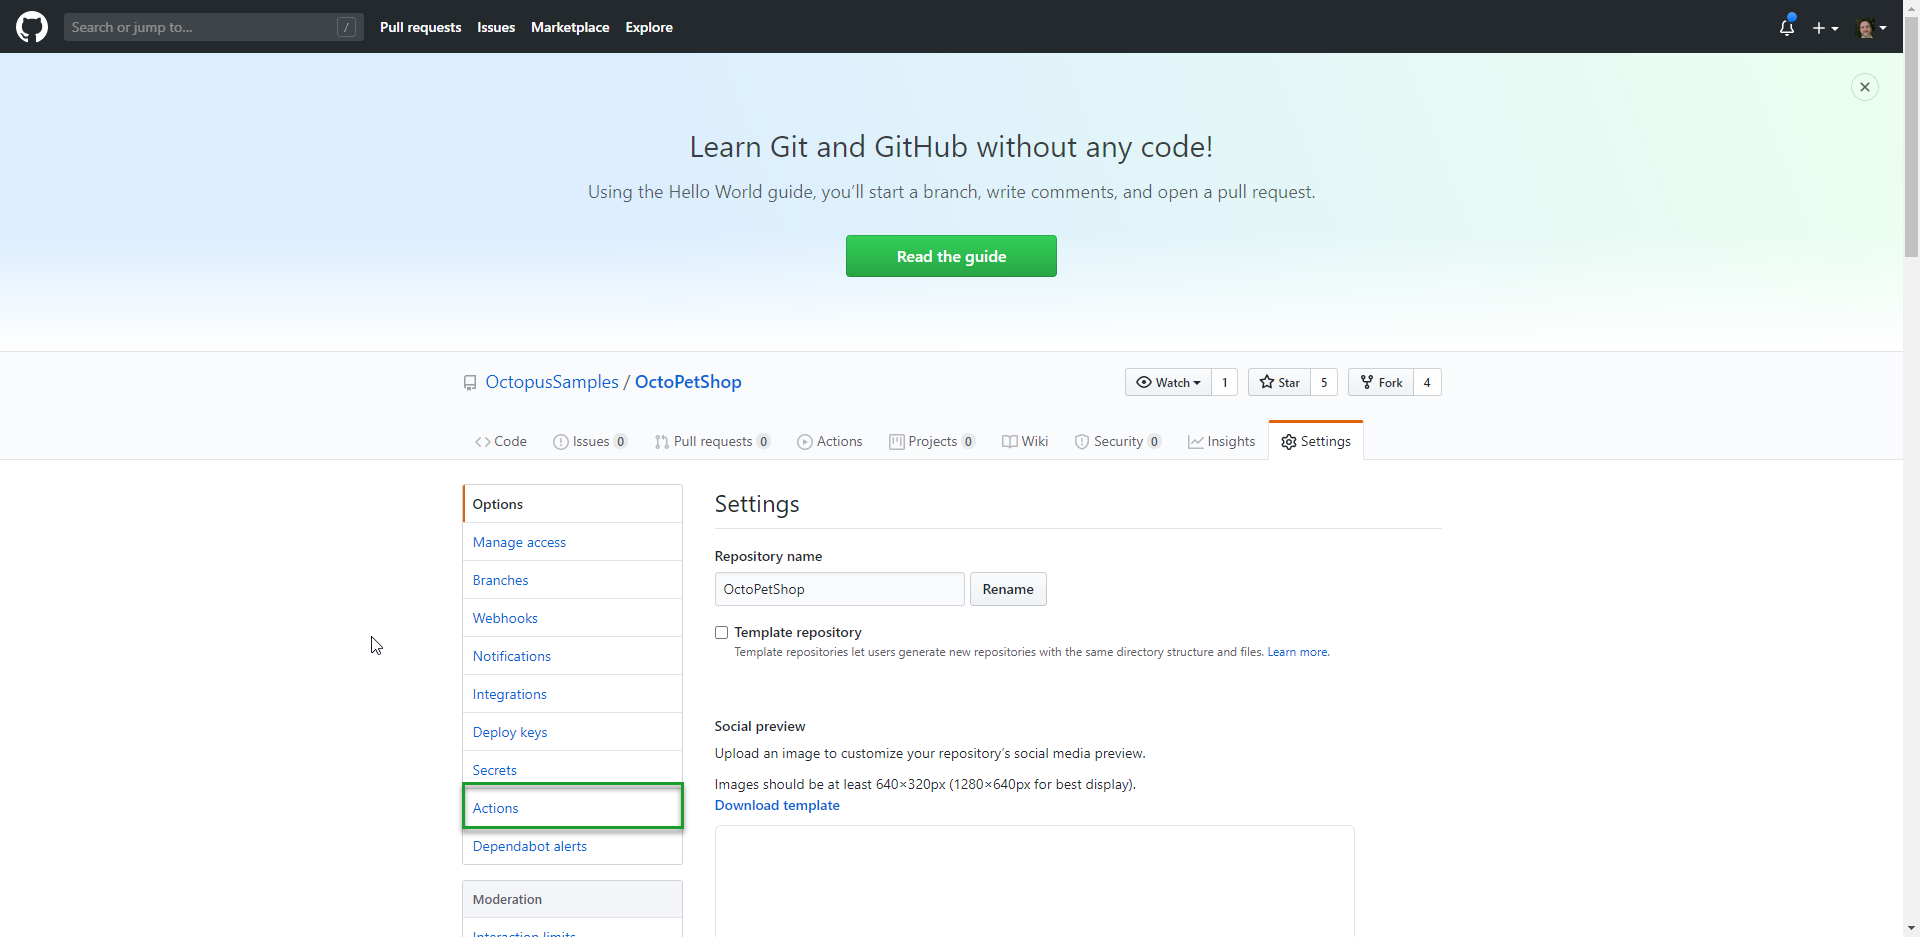 Search or jump to... / Pull requests Issues Marketplace Explore
Learn Git and GitHub without any code!
Using the Hello World guide, you’ll start a branch, write comments, and open a pull request.
Read the guide
OctopusSamples / OctoPetShop Watch 1 Star 5 Fork 4
Code Issues 0 Pull requests 0 Actions Projects 0 Wiki Security 0 Insights Settings
Options
Manage access
Branches
Webhooks
Notifications
Integrations
Deploy keys
Secrets
Actions
Dependabot alerts
Moderation
Interaction limits
Settings
Repository name
OctoPetShop Rename
Template repository
Template repositories let users generate new repositories with the same directory structure and files. Learn more.
Social preview
Upload an image to customize your repository’s social media preview.
Images should be at least 640×320px (1280×640px for best display).
Download template